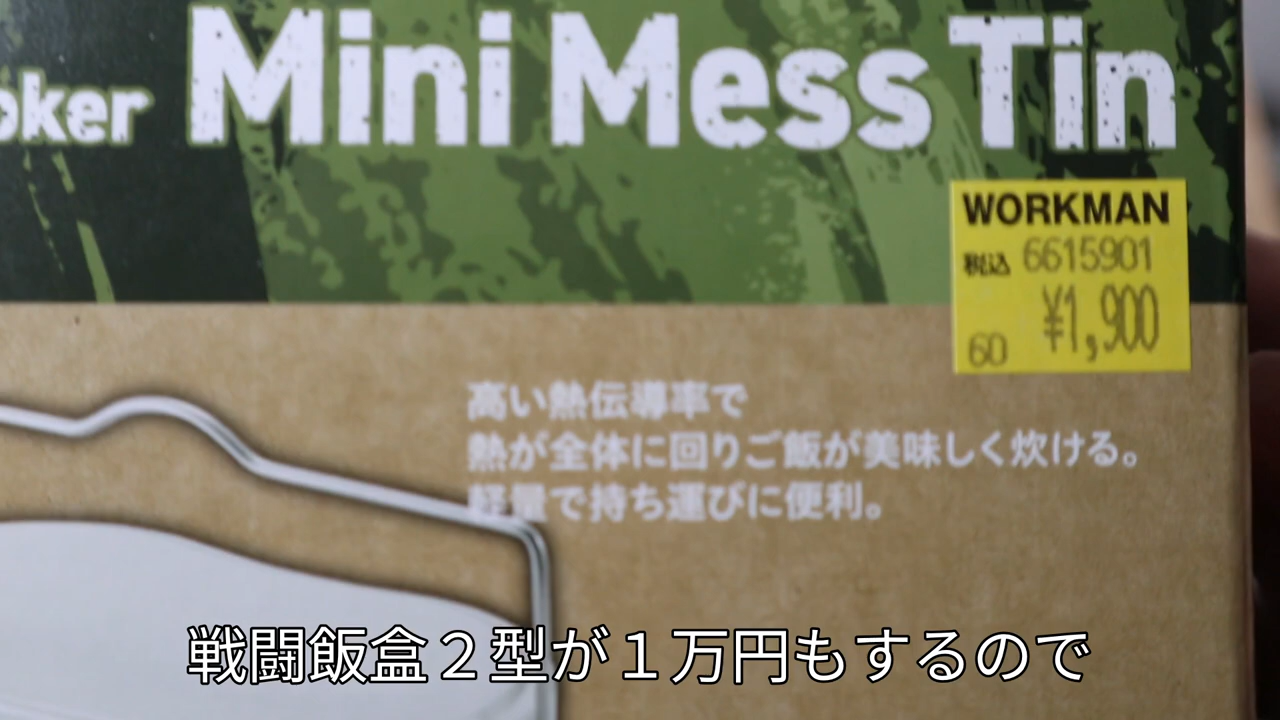 oker Mini Mess Tin
WORKMAN
税込 6615901
¥1,900
60
高い熱伝導率で
熱が全体に回りご飯が美味しく炊ける。
軽量で持ち運びに便利。
戦闘飯盒２型が１万円もするので